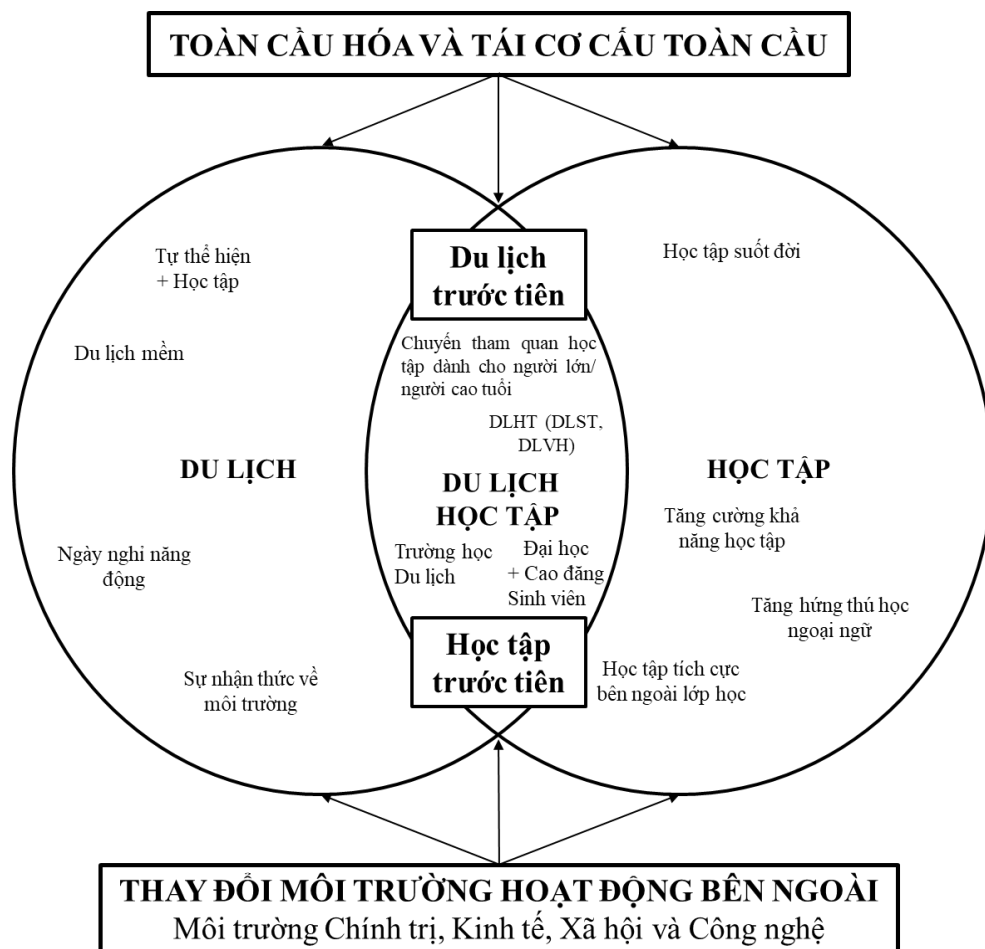 TOÀN CẦU HÓA VÀ TÁI CƠ CẤU TOÀN CẦU
Tự thể hiện
+ Học tập
Du lịch mềm
DU LỊCH
Ngày nghỉ năng
động
Sự nhận thức về
môi trường
Du lịch
trước tiên
Chuyến tham quan học
tập dành cho người lớn/
người cao tuổi
DLHT (DLST,
DLVH)
DU LỊCH
HỌC TẬP
Trường học
Du lịch
Đại học
+ Cao đăng
Sinh viên
Học tập
trước tiên
Học tập suốt đời
HỌC TẬP
Tăng cường khả
năng học tập
Tăng hứng thú học
ngoại ngữ
Học tập tích cực
bên ngoài lớp học
THAY ĐỔI MÔI TRƯỜNG HOẠT ĐỘNG BÊN NGOÀI
Môi trường Chính trị, Kinh tế, Xã hội và Công nghệ